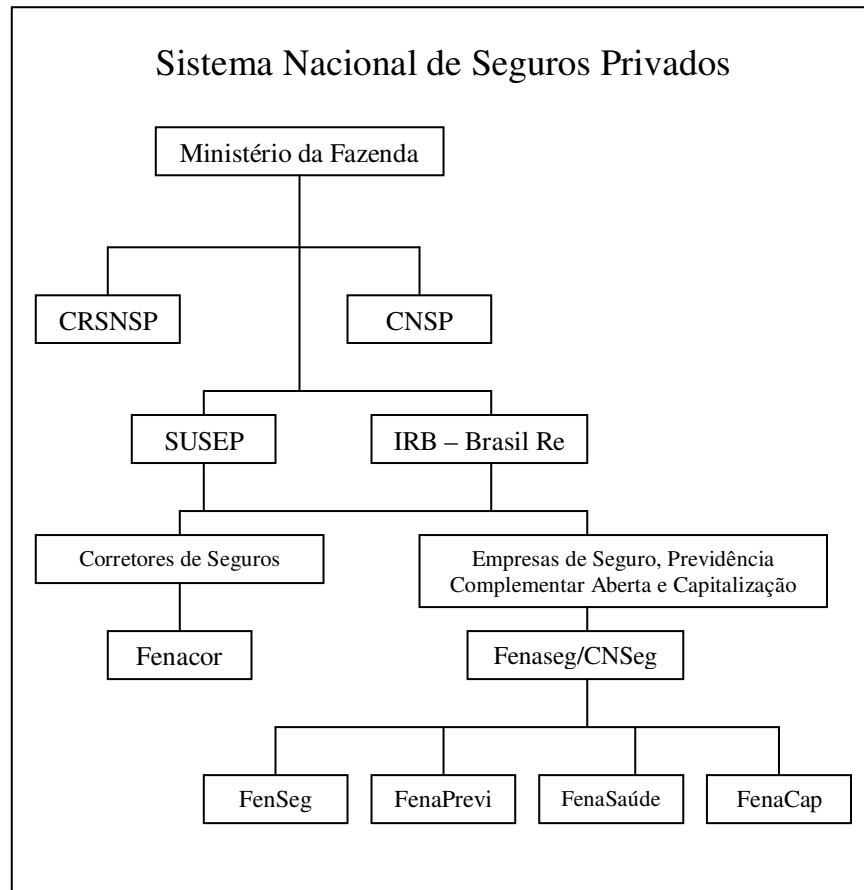 Sistema Nacional de Seguros Privados
Ministério da Fazenda
CRSNSP
CNSP
SUSEP
IRB – Brasil Re
Corretores de Seguros
Empresas de Seguro, Previdência
Complementar Aberta e Capitalização
Fenacor
Fenaseg/CNSeg
FenSeg
FenaPrevi
FenaSaúde
FenaCap